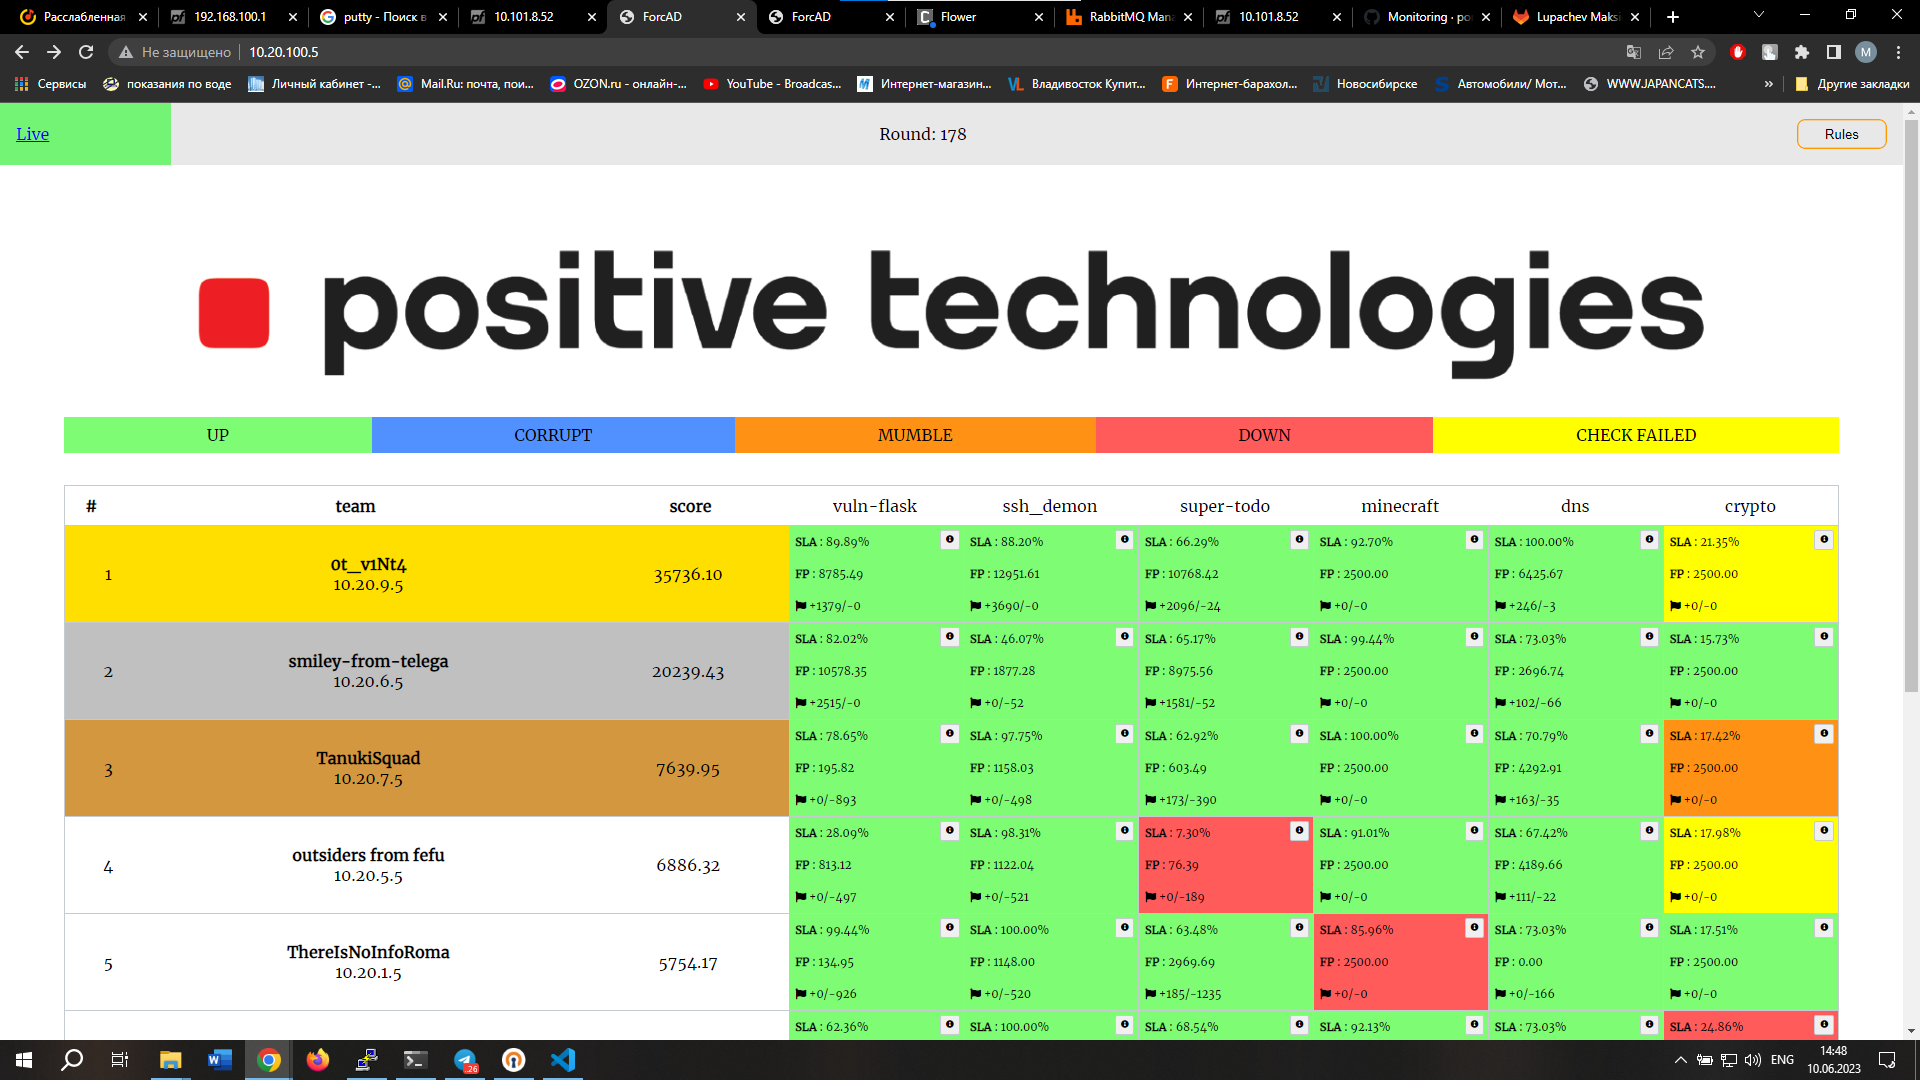 Расслабленная
192.168.100.1
putty - Поиск в
10.101.8.52
ForcAD
ForcAD
Flower
RabbitMQ Mana
10.101.8.52
Monitoring · po
Lupachev Maksi
Не защищено
10.20.100.5
Сервисы
показания по воде
Личный кабинет -...
Mail.Ru: почта, пои...
OZON.ru - онлайн-...
YouTube - Broadcas...
Интернет-магазин...
Владивосток Купит...
Интернет-барахол...
Новосибирске
Автомобили/ Мот...
WWW.JAPANCATS....
»
Другие закладки
Live
Round: 178
Rules
positive technologies
UP CORRUPT MUMBLE DOWN CHECK FAILED
# team score vuln-flask ssh_demon super-todo minecraft dns crypto
1
0t_v1Nt4
10.20.9.5
35736.10
SLA : 89.89% SLA : 88.20% SLA : 66.29% SLA : 92.70% SLA : 100.00% SLA : 21.35%
FP : 8785.49 FP : 12951.61 FP : 10768.42 FP : 2500.00 FP : 6425.67 FP : 2500.00
+1379/-0 +3690/-0 +2096/-24 +0/-0 +246/-3 +0/-0
2
smiley-from-telega
10.20.6.5
20239.43
SLA : 82.02% SLA : 46.07% SLA : 65.17% SLA : 99.44% SLA : 73.03% SLA : 15.73%
FP : 10578.35 FP : 1877.28 FP : 8975.56 FP : 2500.00 FP : 2696.74 FP : 2500.00
+2515/-0 +0/-52 +1581/-52 +0/-0 +102/-66 +0/-0
3
TanukiSquad
10.20.7.5
7639.95
SLA : 78.65% SLA : 97.75% SLA : 62.92% SLA : 100.00% SLA : 70.79% SLA : 17.42%
FP : 195.82 FP : 1158.03 FP : 603.49 FP : 2500.00 FP : 4292.91 FP : 2500.00
+0/-893 +0/-498 +173/-390 +0/-0 +163/-35 +0/-0
4
outsiders from fefu
10.20.5.5
6886.32
SLA : 28.09% SLA : 98.31% SLA : 7.30% SLA : 91.01% SLA : 67.42% SLA : 17.98%
FP : 813.12 FP : 1122.04 FP : 76.39 FP : 2500.00 FP : 4189.66 FP : 2500.00
+0/-497 +0/-521 +0/-189 +0/-0 +111/-22 +0/-0
5
ThereIsNoInfoRoma
10.20.1.5
5754.17
SLA : 99.44% SLA : 100.00% SLA : 63.48% SLA : 85.96% SLA : 73.03% SLA : 17.51%
FP : 134.95 FP : 1148.00 FP : 2969.69 FP : 2500.00 FP : 0.00 FP : 2500.00
+0/-926 +0/-520 +185/-1235 +0/-0 +0/-166 +0/-0
SLA : 62.36% SLA : 100.00% SLA : 68.54% SLA : 92.13% SLA : 73.03% SLA : 24.86%
26
ENG
14:48
10.06.2023